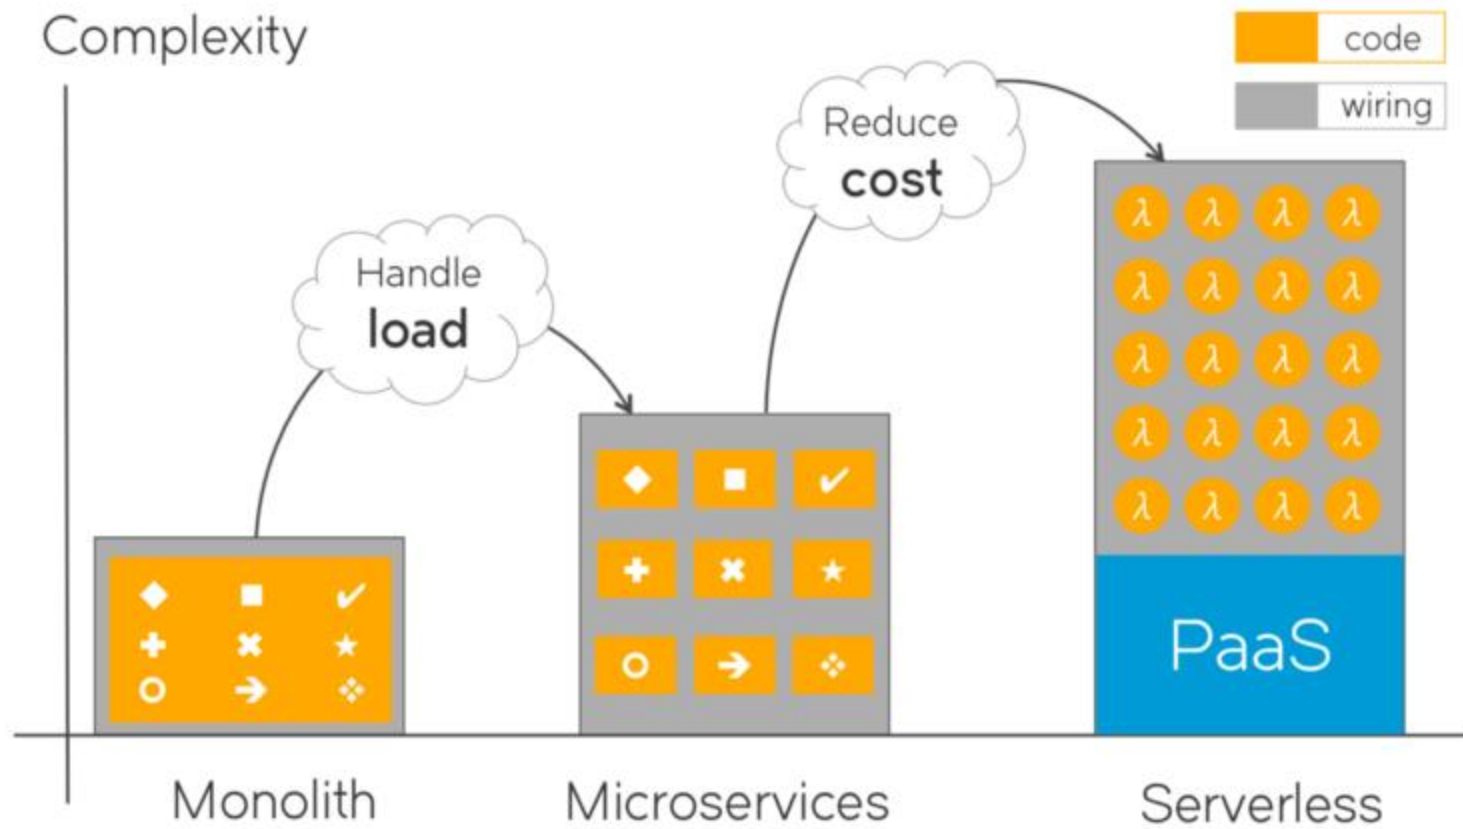 Complexity
code
wiring
Reduce
cost
Handle
load
λ λ λ λ
λ λ λ λ
λ λ λ λ
λ λ λ λ
λ λ λ λ
PaaS
Monolith
Microservices
Serverless